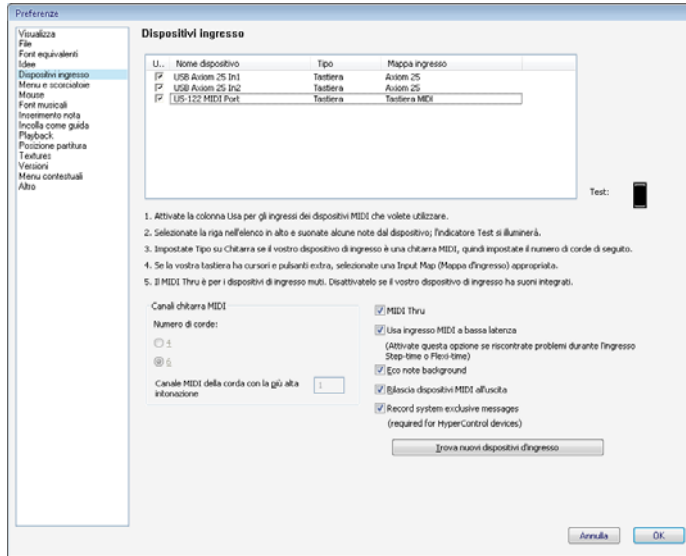 Preferenze
Visualizza
File
Font equivalenti
Idee
Dispositivi ingresso
Menu e scorciatoie
Mouse
Font musicali
Inserimento nota
Incolla come guida
Playback
Posizione partitura
Textures
Versioni
Menu contestuali
Altro
Dispositivi ingresso
U... Nome dispositivo Tipo Mappa ingresso
USB Axiom 25 In1 Tastiera Axiom 25
USB Axiom 25 In2 Tastiera Axiom 25
US-122 MIDI Port Tastiera Tastiera MIDI
Test:
1. Attivate la colonna Usa per gli ingressi dei dispositivi MIDI che volete utilizzare.
2. Selezionate la riga nell'elenco in alto e suonate alcune note dal dispositivo; l'indicatore Test si illuminerà.
3. Impostate Tipo su Chitarra se il vostro dispositivo di ingresso è una chitarra MIDI, quindi impostate il numero di corde di seguito.
4. Se la vostra tastiera ha cursori e pulsanti extra, selezionate una Input Map (Mappa d'ingresso) appropriata.
5. Il MIDI Thru è per i dispositivi di ingresso muti. Disattivatelo se il vostro dispositivo di ingresso ha suoni integrati.
Canali chitarra MIDI
Numero di corde:
4
6
Canale MIDI della corda con la più alta
intonazione
1
MIDI Thru
Usa ingresso MIDI a bassa latenza
(Attivate questa opzione se riscontrate problemi durante l'ingresso
Step-time o Flexi-time)
Eco note background
Rilascia dispositivi MIDI all'uscita
Record system exclusive messages
(required for HyperControl devices)
Trova nuovi dispositivi d'ingresso
Annulla OK